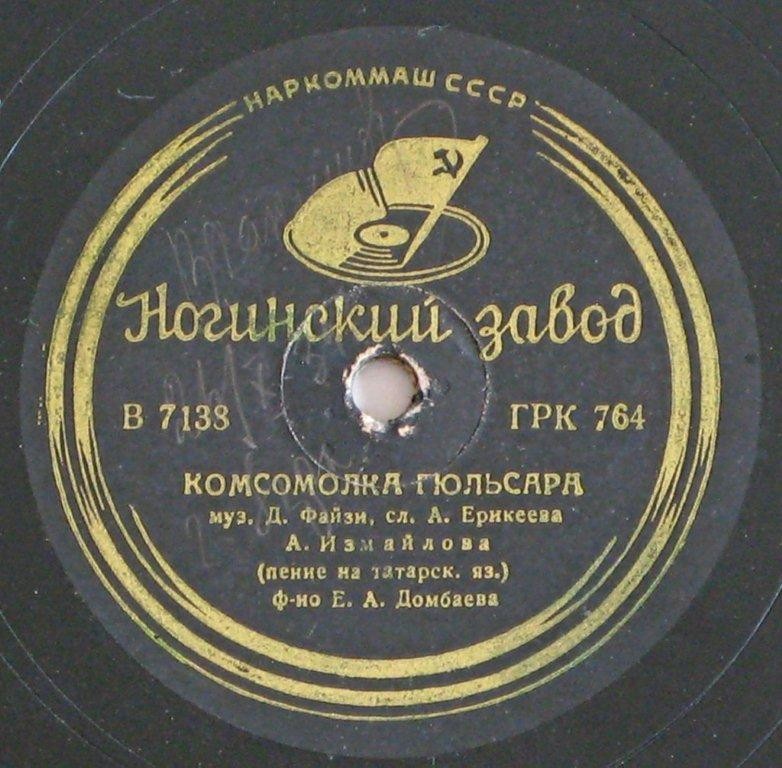 НАРКОММАШ СССР
Ногинский завод
В 7138
ГРК 764
КОМСОМОЛКА ГЮЛЬСАРА
муз. Д. Файзи, сл. А. Ерикеева
А. Измайлова
(пение на татарск. яз.)
ф-но Е. А. Домбаева